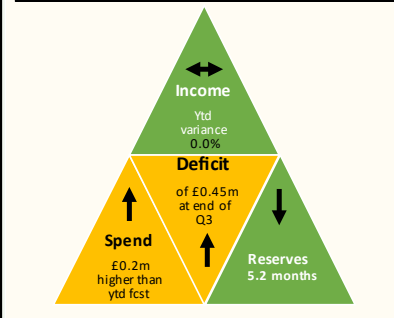 Income
Ytd
variance
0.0%
Deficit
of £0.45m
at end of
Q3
Spend
£0.2m
higher than
ytd fcst
Reserves
5.2 months